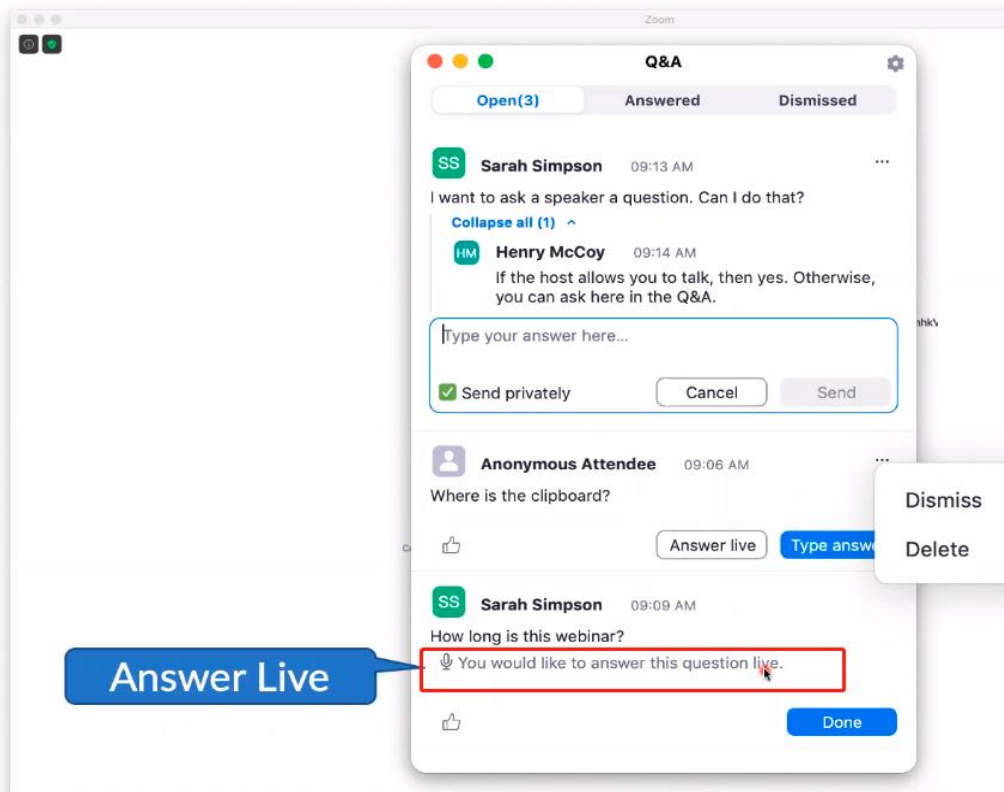 Zoom
Q&A
Open(3) Answered Dismissed
SS Sarah Simpson 09:13 AM ...
I want to ask a speaker a question. Can I do that?
Collapse all (1)
HM Henry McCoy 09:14 AM
If the host allows you to talk, then yes. Otherwise,
you can ask here in the Q&A.
Type your answer here...
Send privately Cancel Send
Anonymous Attendee 09:06 AM ...
Where is the clipboard?
Dismiss
Answer live Type answe
Delete
SS Sarah Simpson 09:09 AM
How long is this webinar?
You would like to answer this question live.
Answer Live
Done